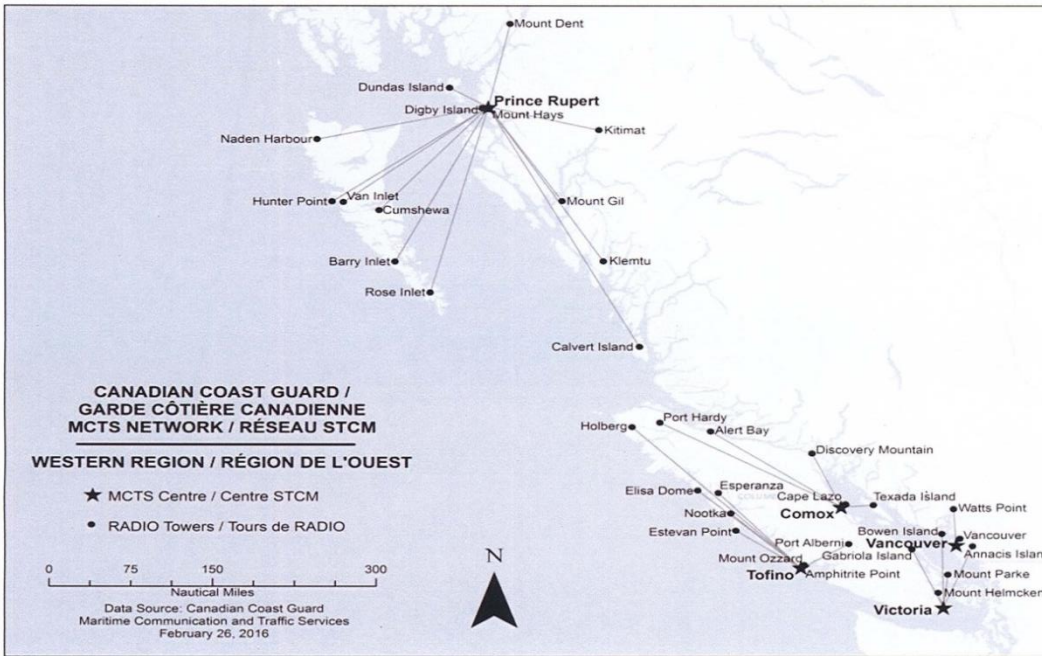 Mount Dent
Dundas Island
Prince Rupert
Digby Island
Mount Hays
Kitimat
Naden Harbour
Hunter Point
Van Inlet
Cumshewa
Mount Gil
Barry Inlet
Klemtu
Rose Inlet
Calvert Island
CANADIAN COAST GUARD /
GARDE CÔTIÈRE CANADIENNE
MCTS NETWORK / RÉSEAU STCM
WESTERN REGION / RÉGION DE L'OUEST
MCTS Centre / Centre STCM
RADIO Towers / Tours de RADIO
Holberg
Port Hardy
Alert Bay
Discovery Mountain
Elisa Dome
Esperanza
Cape Lazo
Texada Island
Nootka
Comox
Watts Point
Estevan Point
Port Alberni
Bowen Island
Vancouver
Vancouver
Gabriola Island
Annacis Islan
Mount Ozzard
Tofino
Amphitrite Point
Mount Parke
Mount Helmcken
Victoria
N
0 75 150 300
Nautical Miles
Data Source: Canadian Coast Guard
Maritime Communication and Traffic Services
February 26, 2016